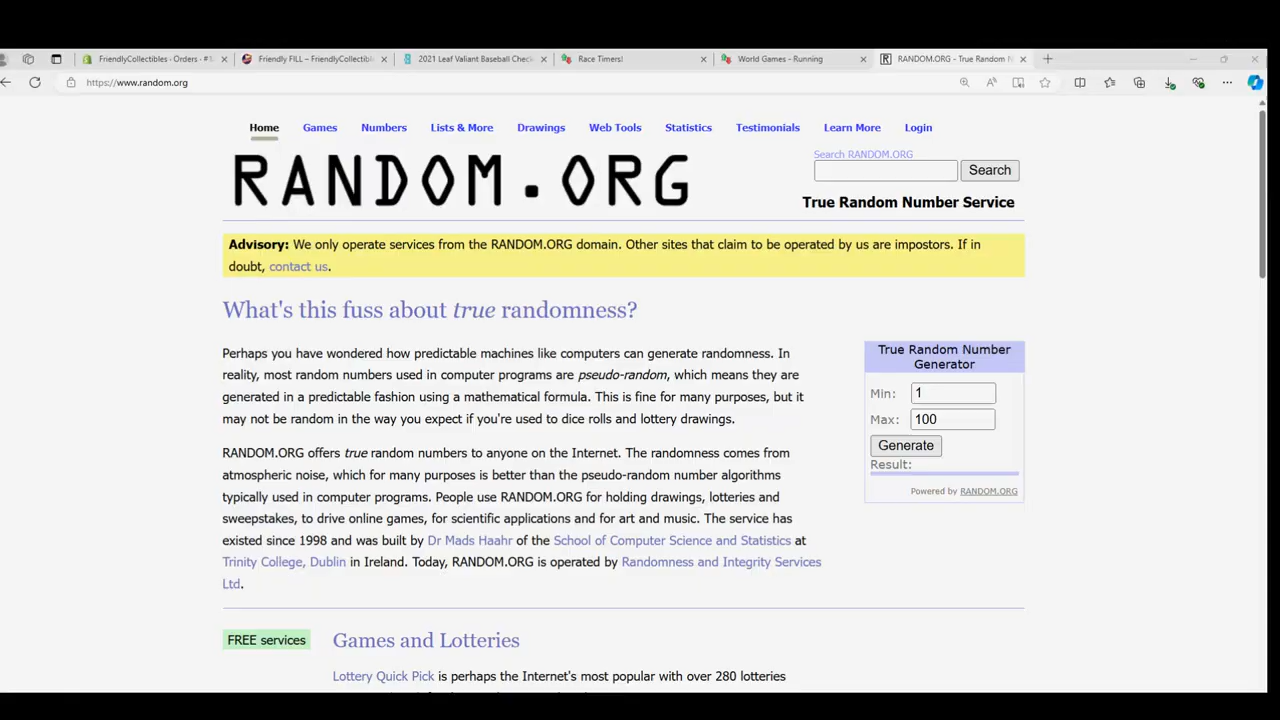 FriendlyCollectibles · Orders · #1
Friendly FILL – FriendlyCollectible
2021 Leaf Valiant Baseball Check
Race Timers!
World Games - Running
RANDOM.ORG - True Random N
https://www.random.org
Home Games Numbers Lists & More Drawings Web Tools Statistics Testimonials Learn More Login
RANDOM.ORG
Search RANDOM.ORG
Search
True Random Number Service
Advisory: We only operate services from the RANDOM.ORG domain. Other sites that claim to be operated by us are impostors. If in
doubt, contact us.
What's this fuss about true randomness?
Perhaps you have wondered how predictable machines like computers can generate randomness. In
reality, most random numbers used in computer programs are pseudo-random, which means they are
generated in a predictable fashion using a mathematical formula. This is fine for many purposes, but it
may not be random in the way you expect if you're used to dice rolls and lottery drawings.
RANDOM.ORG offers true random numbers to anyone on the Internet. The randomness comes from
atmospheric noise, which for many purposes is better than the pseudo-random number algorithms
typically used in computer programs. People use RANDOM.ORG for holding drawings, lotteries and
sweepstakes, to drive online games, for scientific applications and for art and music. The service has
existed since 1998 and was built by Dr Mads Haahr of the School of Computer Science and Statistics at
Trinity College, Dublin in Ireland. Today, RANDOM.ORG is operated by Randomness and Integrity Services
Ltd.
True Random Number
Generator
Min: 1
Max: 100
Generate
Result:
Powered by RANDOM.ORG
FREE services
Games and Lotteries
Lottery Quick Pick is perhaps the Internet's most popular with over 280 lotteries